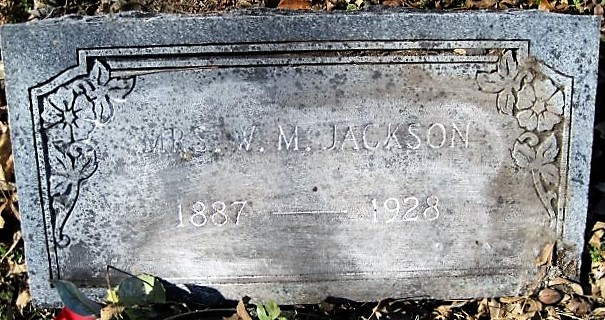 MRS. W. M. JACKSON
1887 — 1928